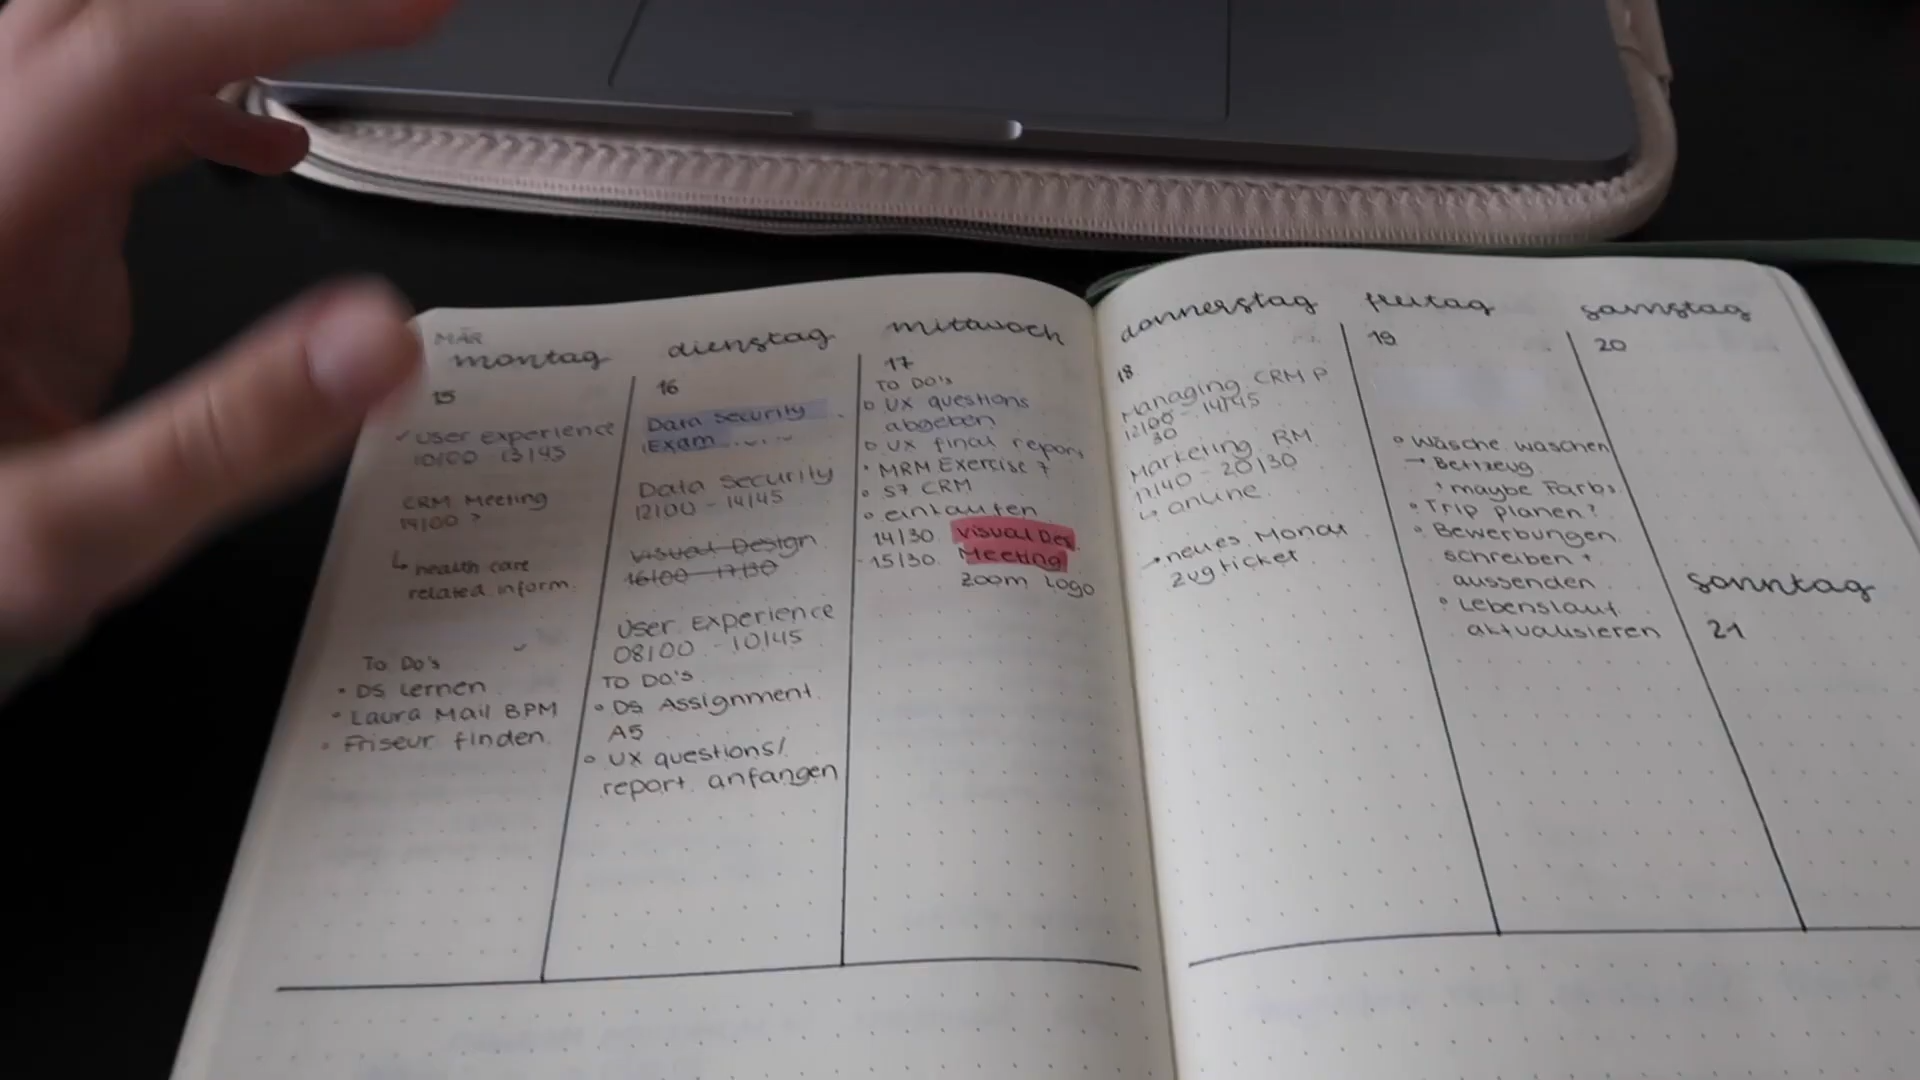 MÄR
montag
15
✓ User Experience
10/00 13/45
CRM Meeting
14/00 ?
↳ health care
related inform.
To Do's
• DS lernen
• Laura Mail BPM
• Friseur finden
dienstag
16
Data Security
Exam
Data Security
12/00 - 14/45
Visual Design
16/00 - 17/30
User Experience
08/00 - 10/45
TO DO'S
• DS Assignment
A5
• UX questions/
report anfangen
mittwoch
17
TO DO'S
• UX questions
abgeben
• UX final report
• MRM Exercise 7
• S7 CRM
• einkaufen
14/30 Visual Des.
- 15/30 Meeting
Zoom Logo
donnerstag
18
Managing CRM P
12/00 - 14/45
30
Marketing RM
17/40 - 20/30
↳ online
→ neues Monat
zugticket
freitag
19
• Wäsche waschen
→ Bettzeug
maybe Farb
• Trip planen?
• Bewerbungen
schreiben +
aussenden
• Lebenslauf
aktualisieren
samstag
20
sonntag
21